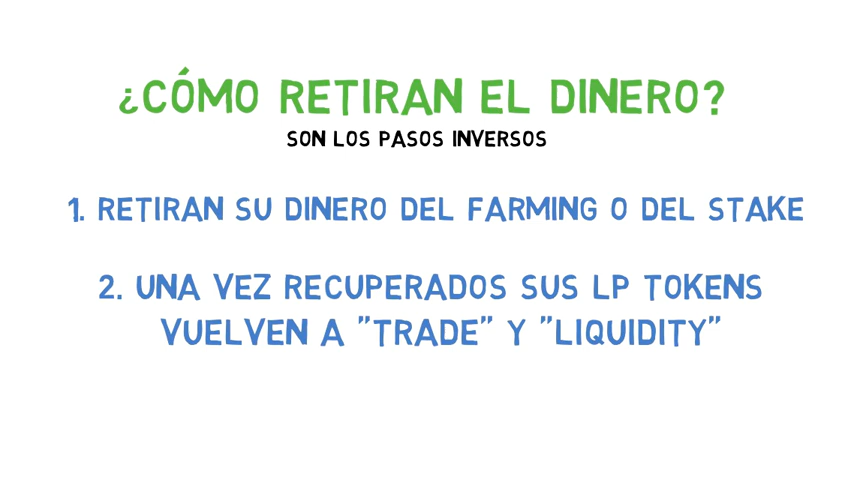 ¿CÓMO RETIRAN EL DINERO?
SON LOS PASOS INVERSOS
1. RETIRAN SU DINERO DEL FARMING O DEL STAKE
2. UNA VEZ RECUPERADOS SUS LP TOKENS
VUELVEN A "TRADE" Y "LIQUIDITY"